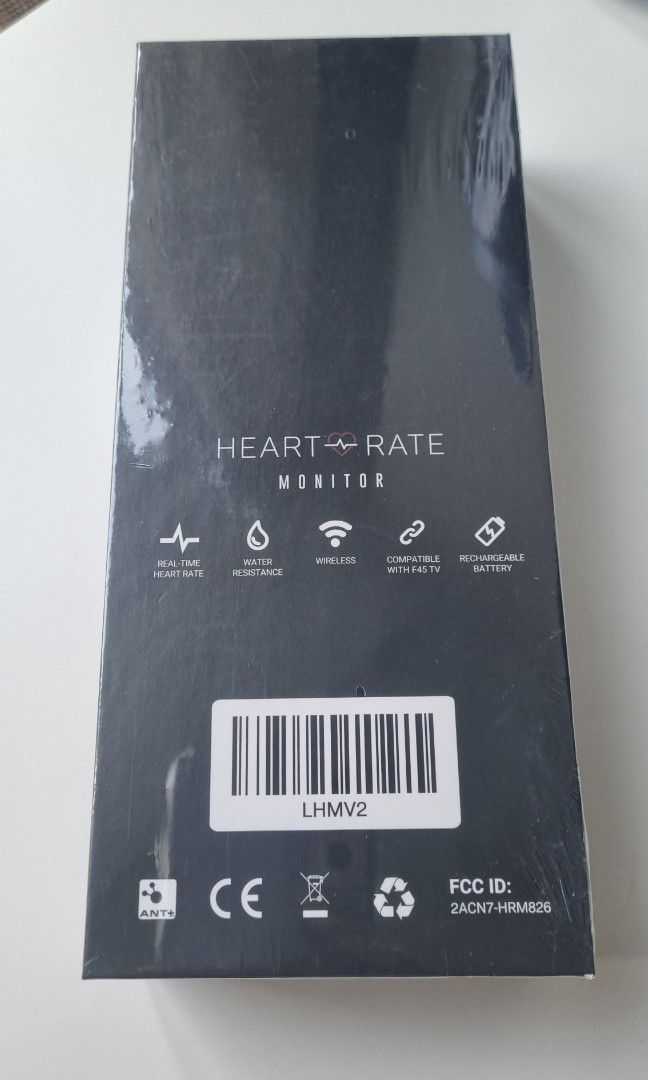 HEART RATE
MONITOR
REAL-TIME
HEART RATE
WATER
RESISTANCE
WIRELESS
COMPATIBLE
WITH F45 TV
RECHARGEABLE
BATTERY
LHMV2
ANT+
CE
FCC ID:
2ACN7-HRM826